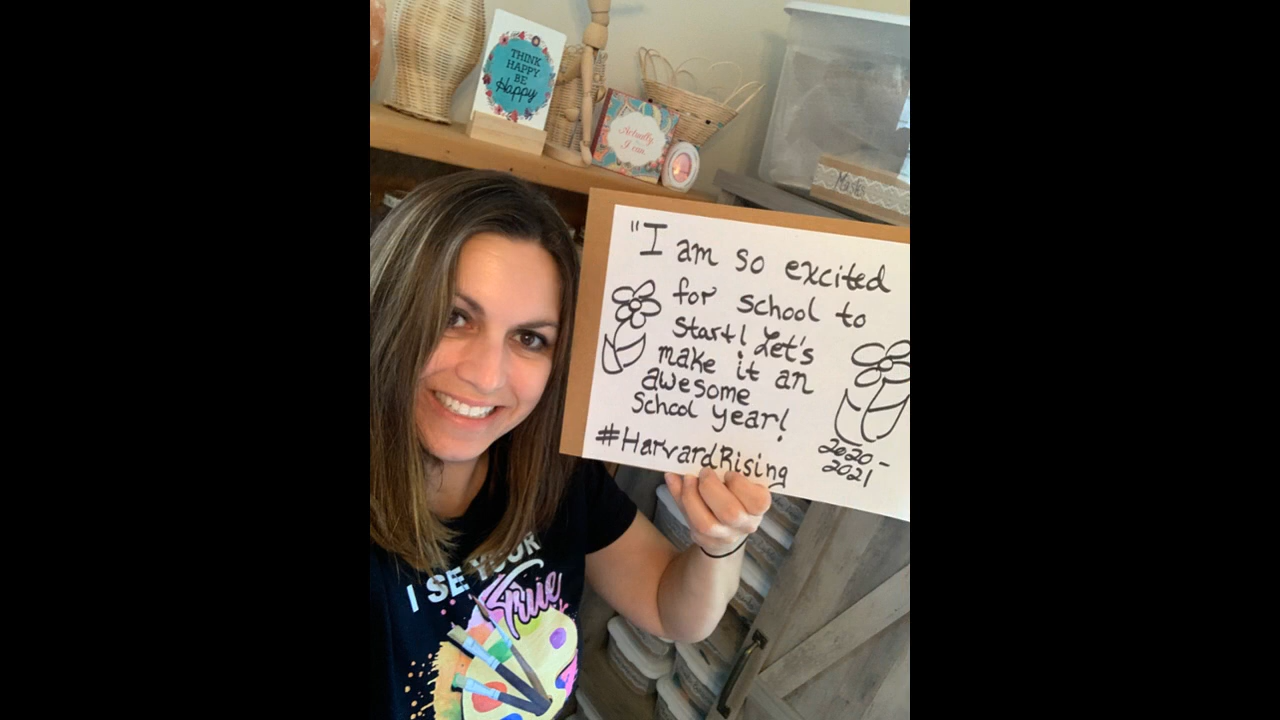 THINK
HAPPY
BE
Happy
Actually
I can
Masks
"I am so excited
for school to
start! Let's
make it an
awesome
School year!
#HarvardRising
2020-
2021
I SEE YOUR
True